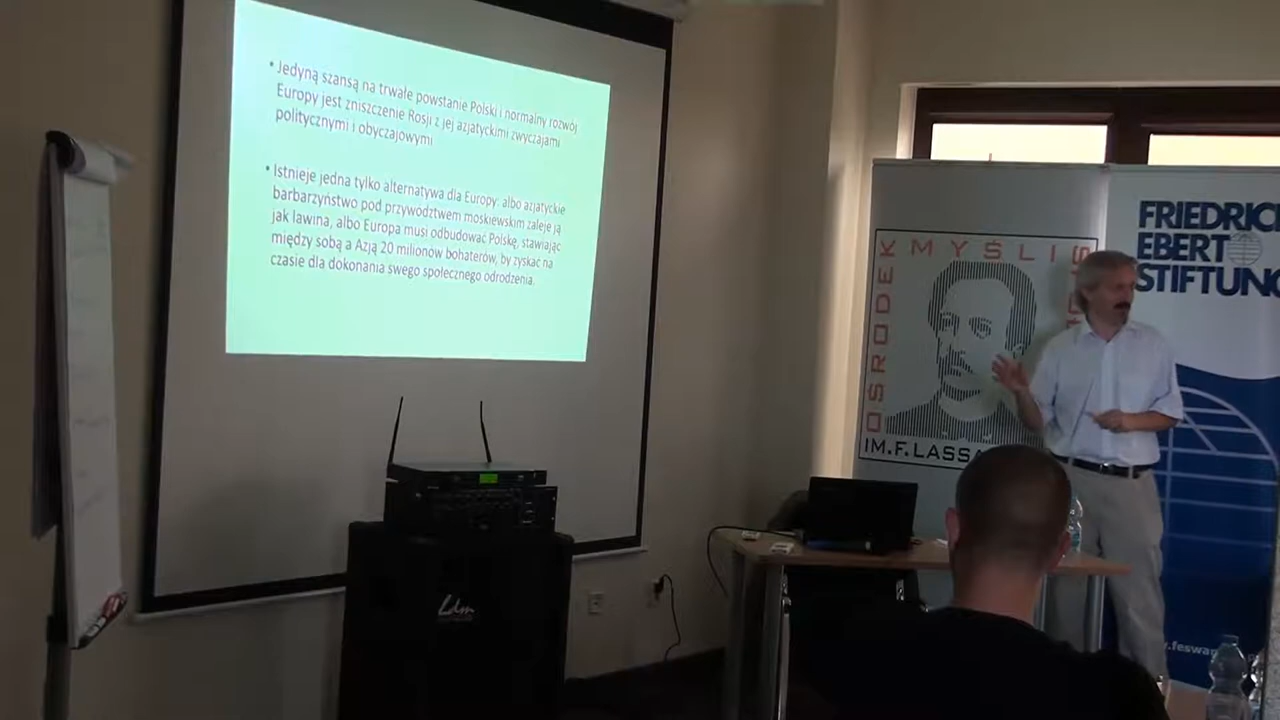 • Jedyną szansą na trwałe powstanie Polski i normalny rozwój
Europy jest zniszczenie Rosji z jej azjatyckimi zwyczajami
politycznymi i obyczajowymi
• Istnieje jedna tylko alternatywa dla Europy: albo azjatyckie
barbarzyństwo pod przywództwem moskiewskim zaleje ją
jak lawina, albo Europa musi odbudować Polskę, stawiając
między sobą a Azją 20 milionów bohaterów, by zyskać na
czasie dla dokonania swego społecznego odrodzenia.
OSRODEK
MYŚLI S
IM.F.LASSA
FRIEDRIC
EBERT
STIFTUNG
ldm